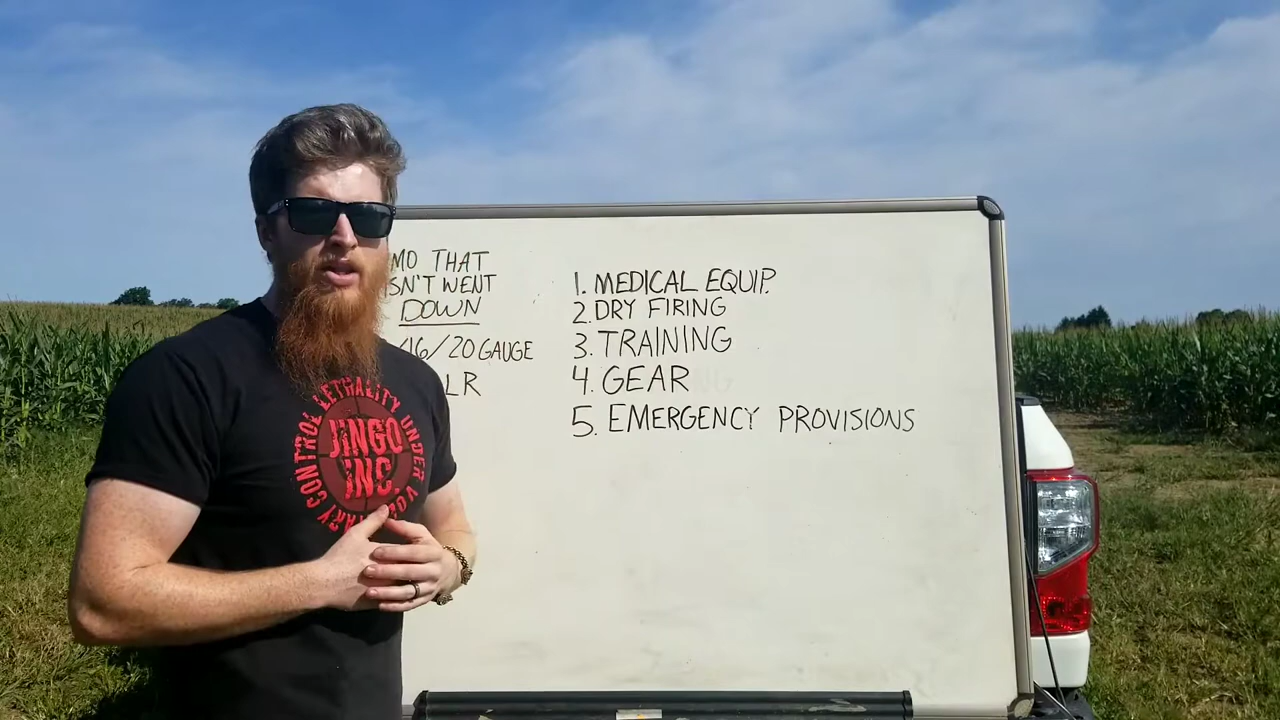 MO THAT
SN'T WENT
DOWN
/16/20 GAUGE
LR
1. MEDICAL EQUIP.
2. DRY FIRING
3. TRAINING
4. GEAR
5. EMERGENCY PROVISIONS
CONTROL LETHALITY UNDER
JINGO
INC.